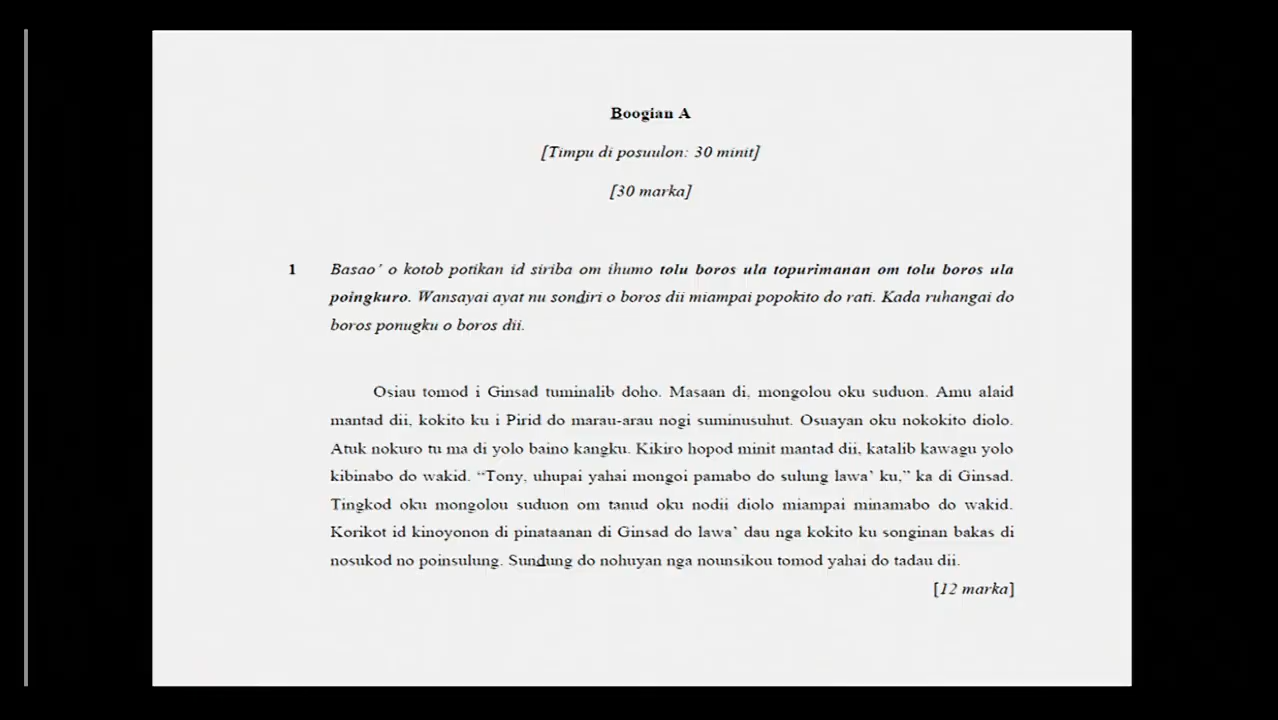 Boogian A
[Timpu di posuulon: 30 minit]
[30 marka]
1 Basao' o kotob potikan id siriba om ihumo tolu boros ula topurimanan om tolu boros ula
poingkuro. Wansayai ayat nu sondiri o boros dii miampai popokito do rati. Kada ruhangai do
boros ponugku o boros dii.
Osiau tomod i Ginsad tuminalib doho. Masaan di, mongolou oku suduon. Amu alaid
mantad dii, kokito ku i Pirid do marau-arau nogi suminusuhut. Osuayan oku nokokito diolo.
Atuk nokuro tu ma di yolo baino kangku. Kikiro hopod minit mantad dii, katalib kawagu yolo
kibinabo do wakid. “Tony, uhupai yahai mongoi pamabo do sulung lawa' ku,” ka di Ginsad.
Tingkod oku mongolou suduon om tanud oku nodii diolo miampai minamabo do wakid.
Korikot id kinoyonon di pinataanan di Ginsad do lawa' dau nga kokito ku songinan bakas di
nosukod no poinsulung. Sundung do nohuyan nga nounsikou tomod yahai do tadau dii.
[12 marka]